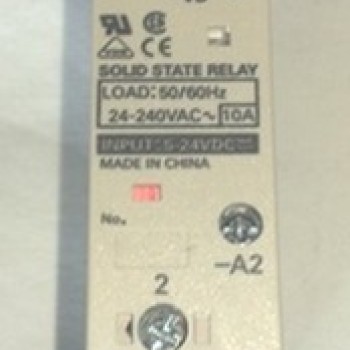 SOLID STATE RELAY
LOAD: 50/60Hz
24-240VAC~ 10A
INPUT: 5-24VDC
MADE IN CHINA
No.
-A2
2